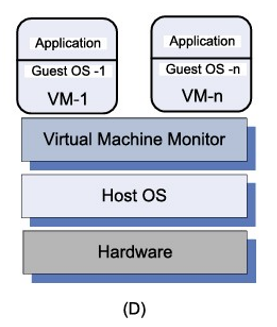 Application
Guest OS -1
VM-1
Application
Guest OS -n
VM-n
Virtual Machine Monitor
Host OS
Hardware
(D)